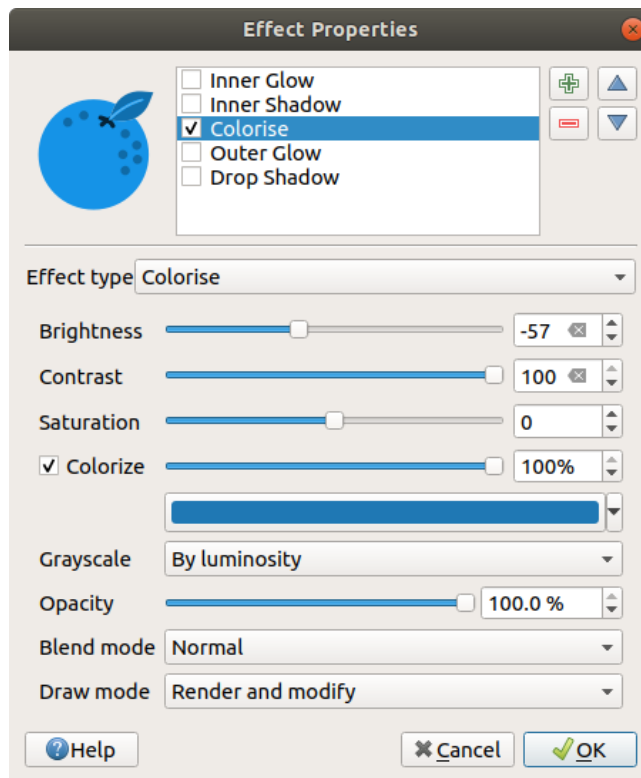 Effect Properties
Inner Glow
Inner Shadow
Colorise
Outer Glow
Drop Shadow
Effect type Colorise
Brightness -57
Contrast 100
Saturation 0
Colorize 100%
Grayscale By luminosity
Opacity 100.0 %
Blend mode Normal
Draw mode Render and modify
Help Cancel OK